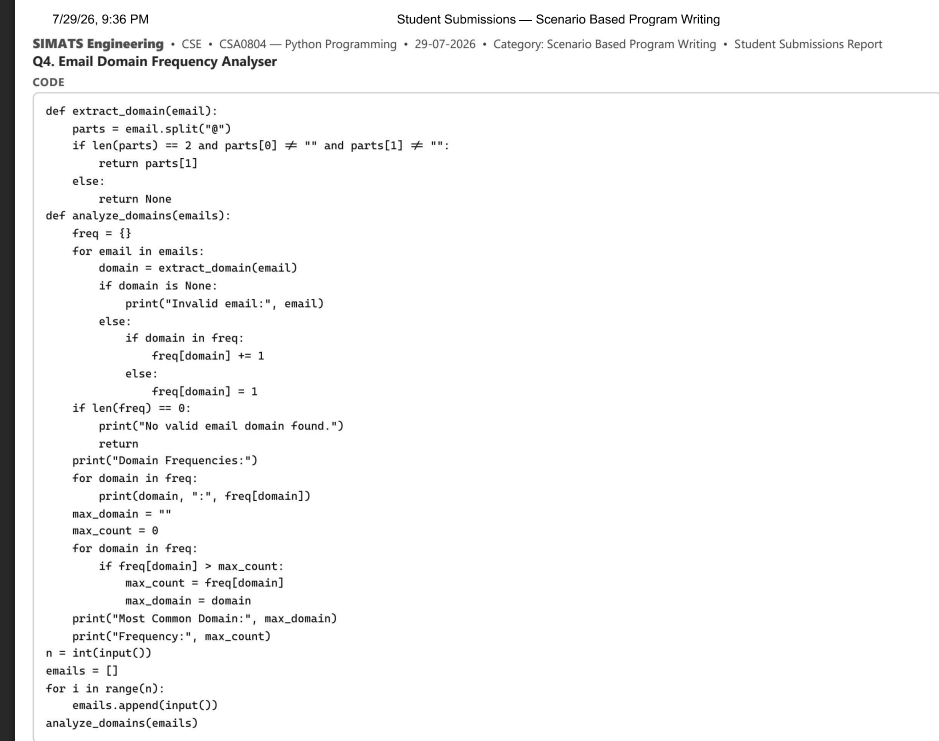 7/29/26, 9:36 PM Student Submissions — Scenario Based Program Writing
SIMATS Engineering • CSE • CSA0804 — Python Programming • 29-07-2026 • Category: Scenario Based Program Writing • Student Submissions Report
Q4. Email Domain Frequency Analyser
CODE
def extract_domain(email):
    parts = email.split("@")
    if len(parts) == 2 and parts[0] ≠ "" and parts[1] ≠ "":
        return parts[1]
    else:
        return None
def analyze_domains(emails):
    freq = {}
    for email in emails:
        domain = extract_domain(email)
        if domain is None:
            print("Invalid email:", email)
        else:
            if domain in freq:
                freq[domain] += 1
            else:
                freq[domain] = 1
    if len(freq) == 0:
        print("No valid email domain found.")
        return
    print("Domain Frequencies:")
    for domain in freq:
        print(domain, ":", freq[domain])
    max_domain = ""
    max_count = 0
    for domain in freq:
        if freq[domain] > max_count:
            max_count = freq[domain]
            max_domain = domain
    print("Most Common Domain:", max_domain)
    print("Frequency:", max_count)
n = int(input())
emails = []
for i in range(n):
    emails.append(input())
analyze_domains(emails)